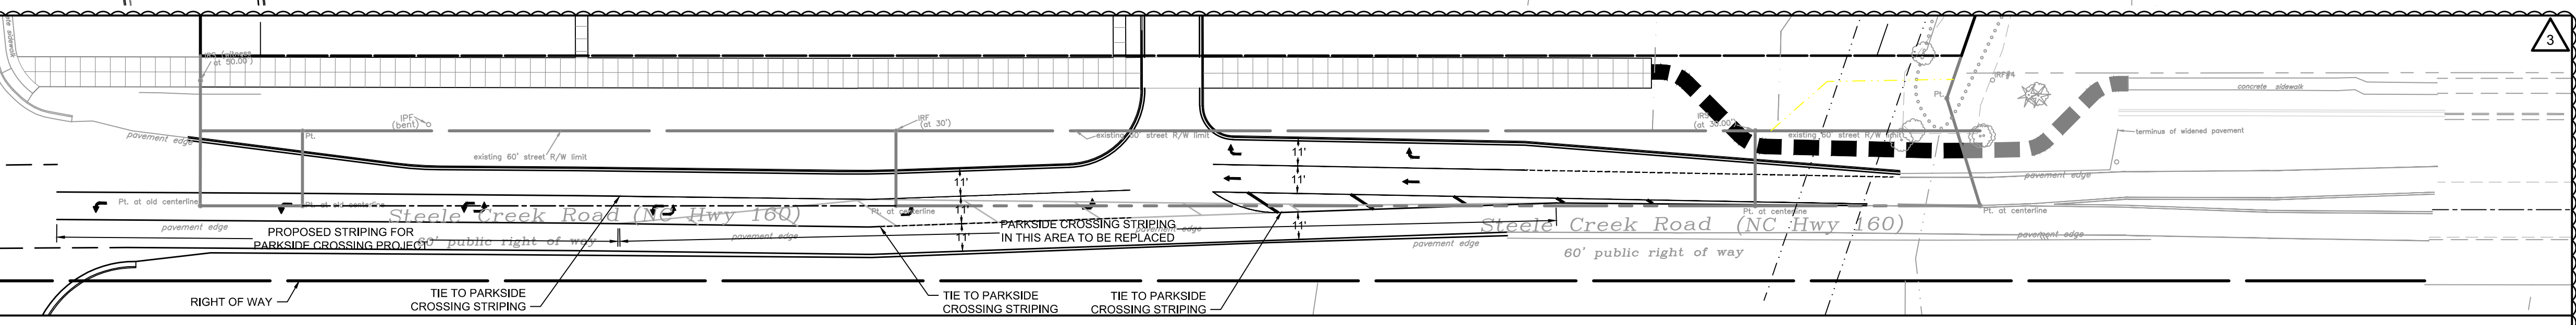 sidewalk
IPF
(bent)
IRF
(at 30')
IRS
(at 30.00')
IRF#4
Pt.
Pt.
3
pavement edge
existing 60' street R/W limit
existing 60' street R/W limit
existing 60' street R/W limit
concrete sidewalk
terminus of widened pavement
pavement edge
11'
11'
11'
11'
11'
11'
Pt. at old centerline
Pt. at old centerline
Pt. at centerline
Pt. at centerline
Pt. at centerline
Steele Creek Road (NC Hwy 160)
60' public right of way
Steele Creek Road (NC Hwy 160)
60' public right of way
pavement edge
pavement edge
pavement edge
pavement edge
pavement edge
PROPOSED STRIPING FOR
PARKSIDE CROSSING PROJECT
PARKSIDE CROSSING STRIPING
IN THIS AREA TO BE REPLACED
RIGHT OF WAY
TIE TO PARKSIDE
CROSSING STRIPING
TIE TO PARKSIDE
CROSSING STRIPING
TIE TO PARKSIDE
CROSSING STRIPING